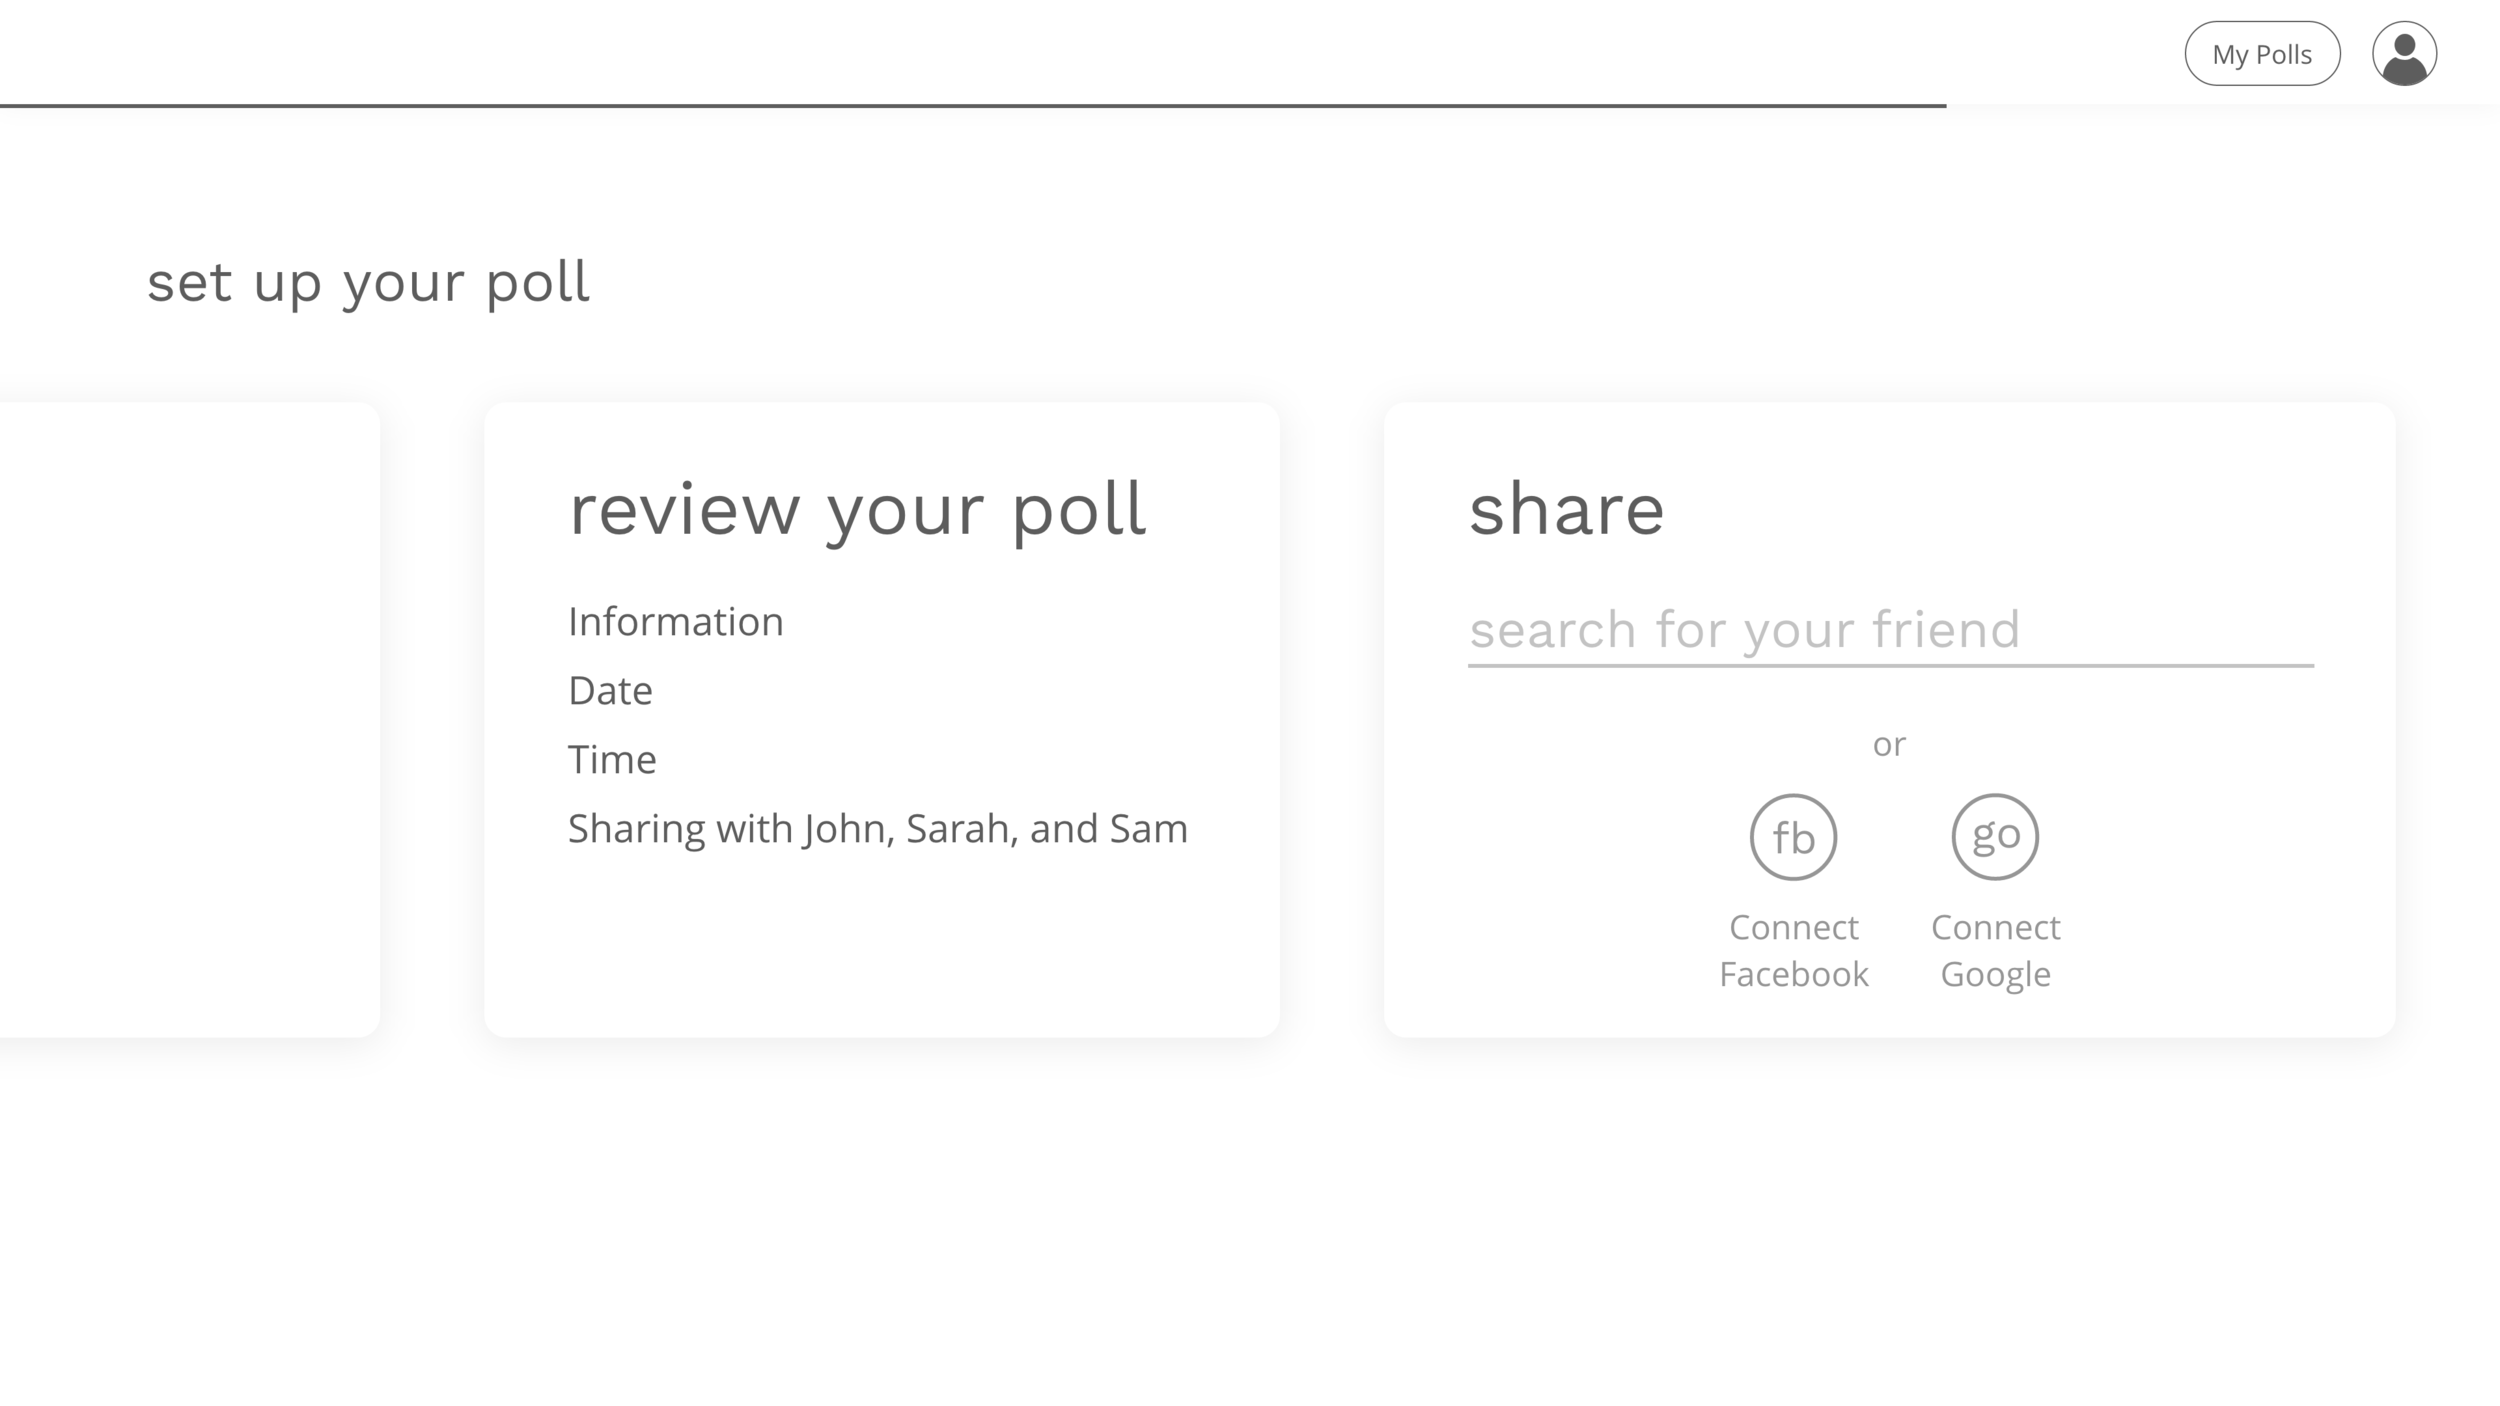 My Polls
set up your poll
review your poll
Information
Date
Time
Sharing with John, Sarah, and Sam
share
search for your friend
or
fb
go
Connect
Facebook
Connect
Google